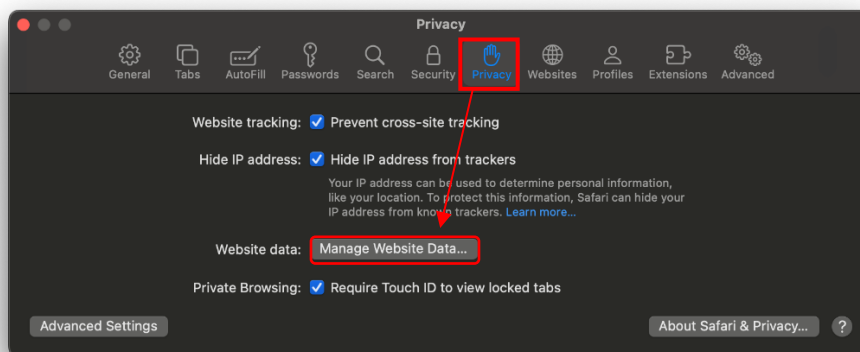 Privacy
General Tabs AutoFill Passwords Search Security Privacy Websites Profiles Extensions Advanced
Website tracking: Prevent cross-site tracking
Hide IP address: Hide IP address from trackers
Your IP address can be used to determine personal information,
like your location. To protect this information, Safari can hide your
IP address from known trackers. Learn more...
Website data: Manage Website Data...
Private Browsing: Require Touch ID to view locked tabs
Advanced Settings About Safari & Privacy... ?